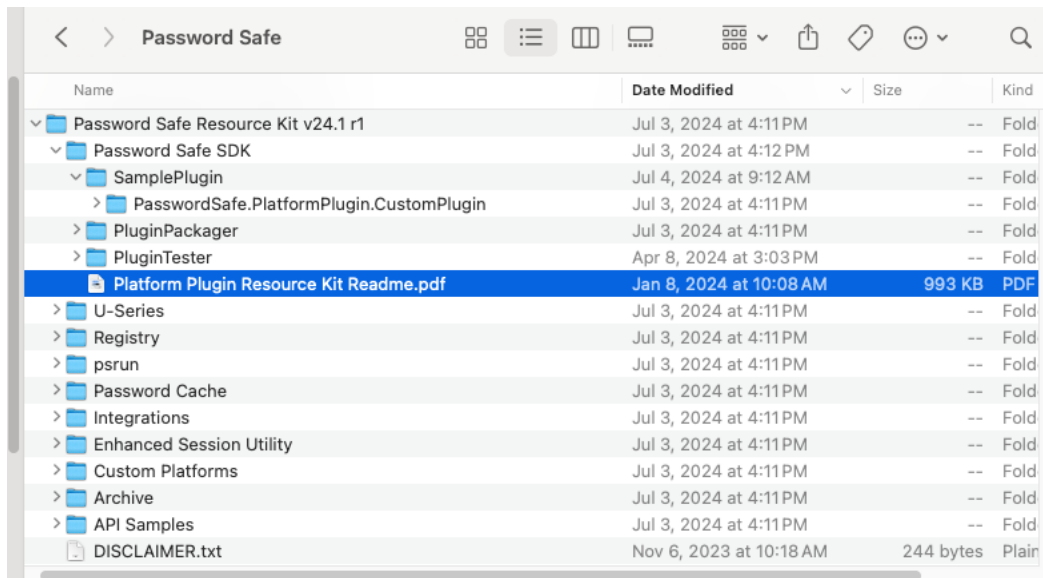 Password Safe
Name Date Modified Size Kind
Password Safe Resource Kit v24.1 r1 Jul 3, 2024 at 4:11 PM -- Fold
Password Safe SDK Jul 3, 2024 at 4:12 PM -- Fold
SamplePlugin Jul 4, 2024 at 9:12 AM -- Fold
PasswordSafe.PlatformPlugin.CustomPlugin Jul 3, 2024 at 4:11 PM -- Fold
PluginPackager Jul 3, 2024 at 4:11 PM -- Fold
PluginTester Apr 8, 2024 at 3:03 PM -- Fold
Platform Plugin Resource Kit Readme.pdf Jan 8, 2024 at 10:08 AM 993 KB PDF
U-Series Jul 3, 2024 at 4:11 PM -- Fold
Registry Jul 3, 2024 at 4:11 PM -- Fold
psrun Jul 3, 2024 at 4:11 PM -- Fold
Password Cache Jul 3, 2024 at 4:11 PM -- Fold
Integrations Jul 3, 2024 at 4:11 PM -- Fold
Enhanced Session Utility Jul 3, 2024 at 4:11 PM -- Fold
Custom Platforms Jul 3, 2024 at 4:11 PM -- Fold
Archive Jul 3, 2024 at 4:11 PM -- Fold
API Samples Jul 3, 2024 at 4:11 PM -- Fold
DISCLAIMER.txt Nov 6, 2023 at 10:18 AM 244 bytes Plain